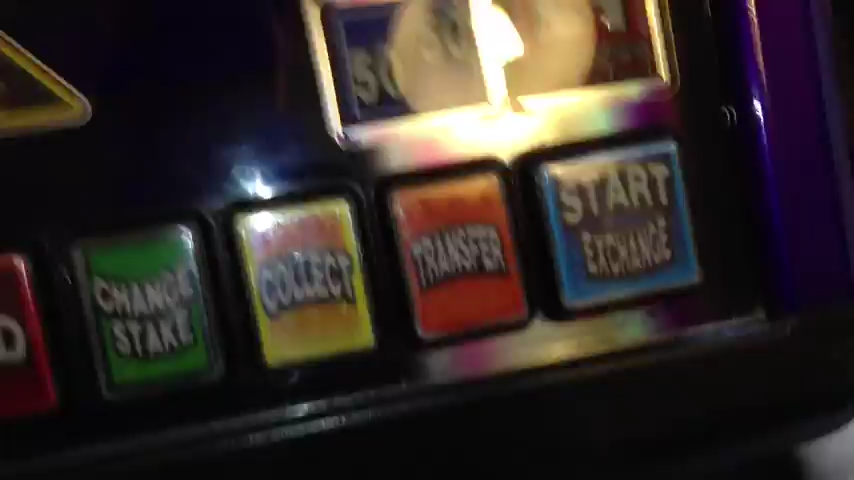 CHANGE
STAKE
COLLECT
TRANSFER
START
EXCHANGE